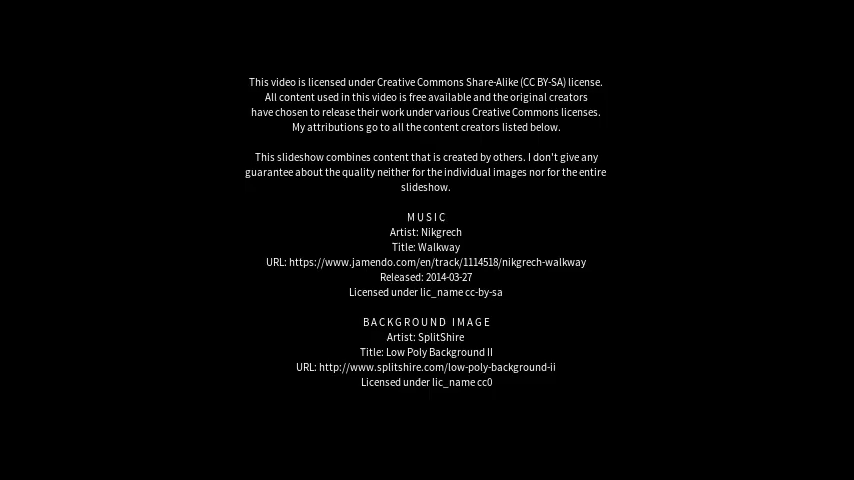 This video is licensed under Creative Commons Share-Alike (CC BY-SA) license.
All content used in this video is free available and the original creators
have chosen to release their work under various Creative Commons licenses.
My attributions go to all the content creators listed below.
This slideshow combines content that is created by others. I don't give any
guarantee about the quality neither for the individual images nor for the entire
slideshow.
MUSIC
Artist: Nikgrech
Title: Walkway
URL: https://www.jamendo.com/en/track/1114518/nikgrech-walkway
Released: 2014-03-27
Licensed under lic_name cc-by-sa
BACKGROUND IMAGE
Artist: SplitShire
Title: Low Poly Background II
URL: http://www.splitshire.com/low-poly-background-ii
Licensed under lic_name cc0